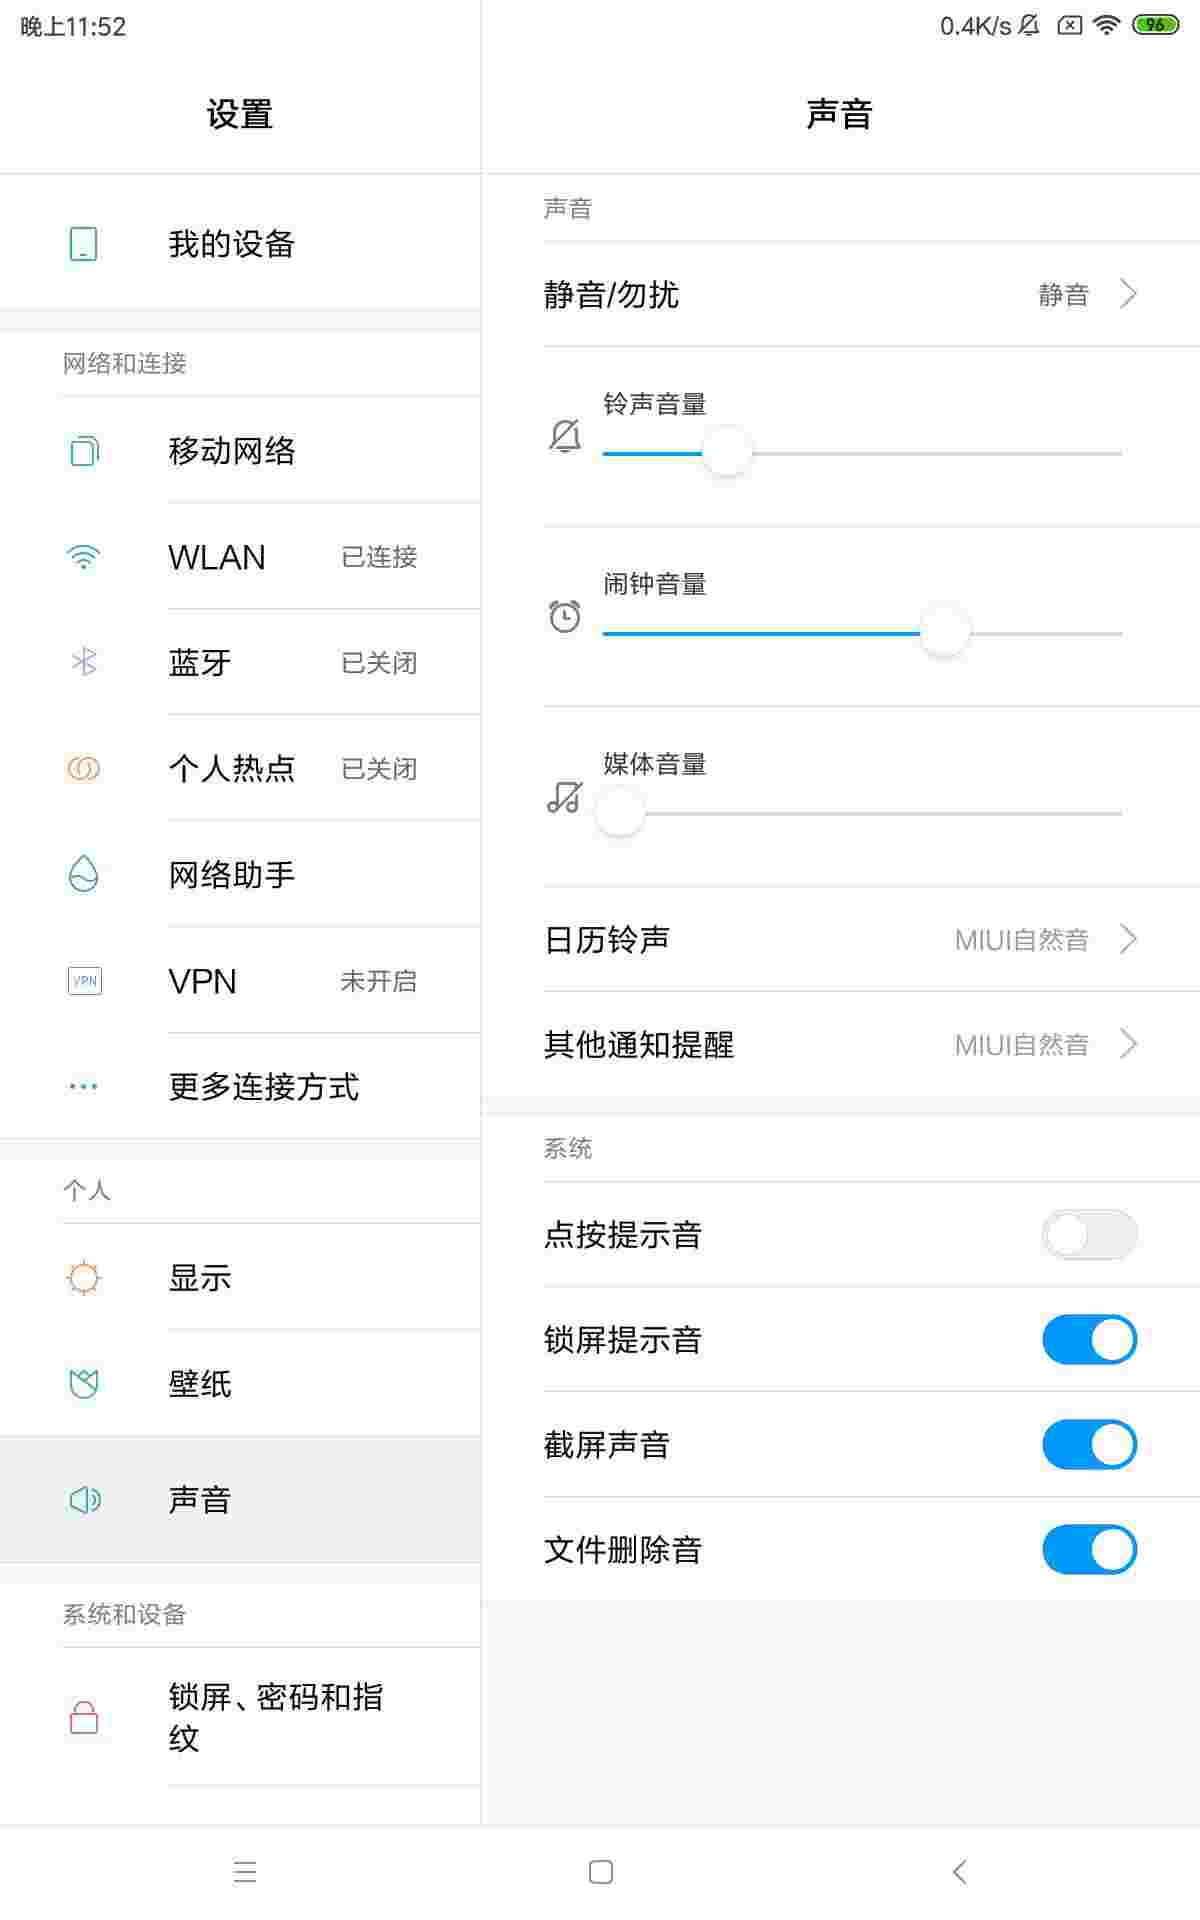 晚上11:52
0.4K/s
96
设置
我的设备
网络和连接
移动网络
WLAN 已连接
蓝牙 已关闭
个人热点 已关闭
网络助手
VPN VPN 未开启
更多连接方式
个人
显示
壁纸
声音
系统和设备
锁屏、密码和指
纹
声音
声音
静音/勿扰 静音
铃声音量
闹钟音量
媒体音量
日历铃声 MIUI自然音
其他通知提醒 MIUI自然音
系统
点按提示音
锁屏提示音
截屏声音
文件删除音